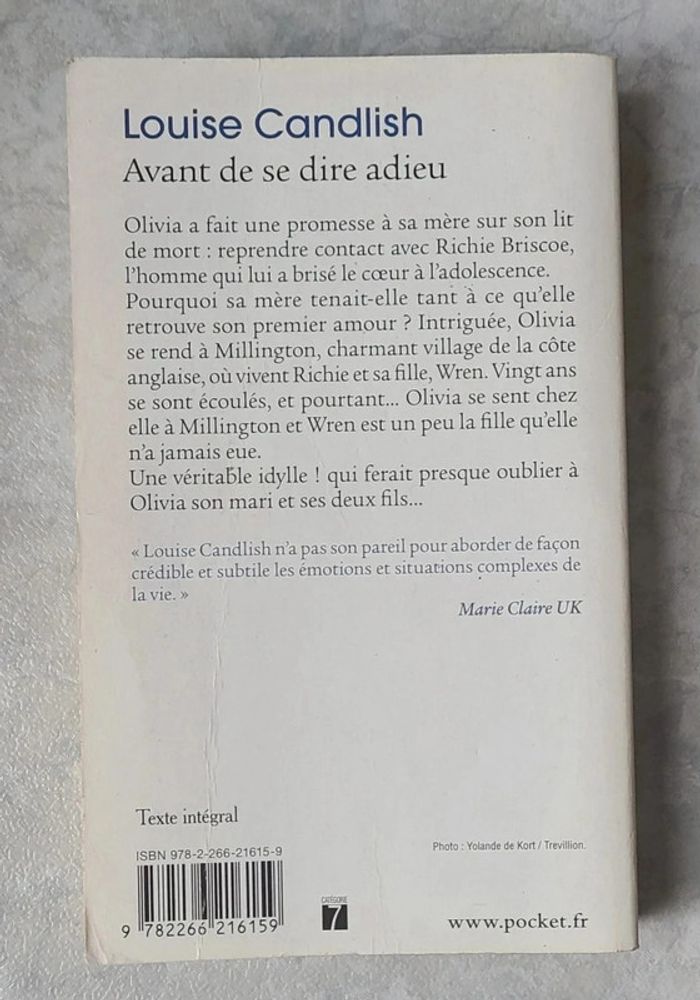 Louise Candlish
Avant de se dire adieu
Olivia a fait une promesse à sa mère sur son lit
de mort : reprendre contact avec Richie Briscoe,
l'homme qui lui a brisé le cœur à l'adolescence.
Pourquoi sa mère tenait-elle tant à ce qu'elle
retrouve son premier amour ? Intriguée, Olivia
se rend à Millington, charmant village de la côte
anglaise, où vivent Richie et sa fille, Wren. Vingt ans
se sont écoulés, et pourtant... Olivia se sent chez
elle à Millington et Wren est un peu la fille qu'elle
n'a jamais eue.
Une véritable idylle ! qui ferait presque oublier à
Olivia son mari et ses deux fils...
« Louise Candlish n'a pas son pareil pour aborder de façon
crédible et subtile les émotions et situations complexes de
la vie. »
Marie Claire UK
Texte intégral
ISBN 978-2-266-21615-9
Photo : Yolande de Kort / Trevillion.
CATÉGORIE
7
9 782266 216159
www.pocket.fr